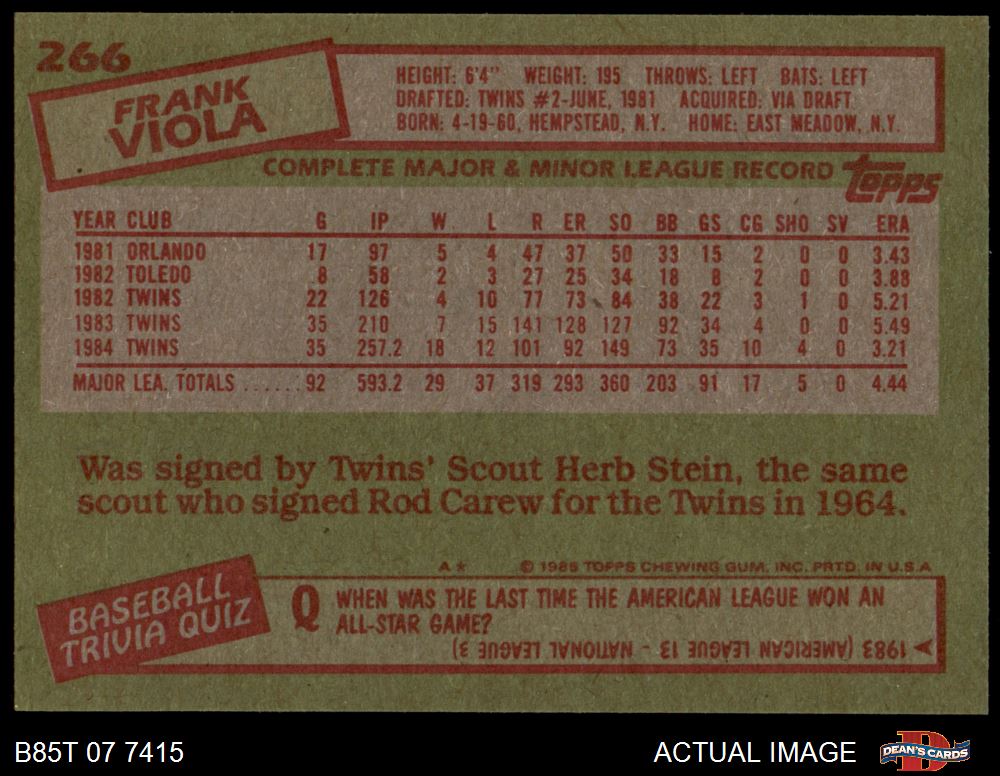 266
FRANK
VIOLA
HEIGHT: 6'4" WEIGHT: 195 THROWS: LEFT BATS: LEFT
DRAFTED: TWINS #2-JUNE, 1981 ACQUIRED: VIA DRAFT
BORN: 4-19-60, HEMPSTEAD, N.Y. HOME: EAST MEADOW, N.Y.
COMPLETE MAJOR & MINOR LEAGUE RECORD topps
YEAR CLUB G IP W L R ER SO BB GS CG SHO SV ERA
1981 ORLANDO 17 97 5 4 47 37 50 33 15 2 0 0 3.43
1982 TOLEDO 8 58 2 3 27 25 34 18 8 2 0 0 3.88
1982 TWINS 22 126 4 10 77 73 84 38 22 3 1 0 5.21
1983 TWINS 35 210 7 15 141 128 127 92 34 4 0 0 5.49
1984 TWINS 35 257.2 18 12 101 92 149 73 35 10 4 0 3.21
MAJOR LEA. TOTALS ...... 92 593.2 29 37 319 293 360 203 91 17 5 0 4.44
Was signed by Twins' Scout Herb Stein, the same
scout who signed Rod Carew for the Twins in 1964.
A* © 1985 TOPPS CHEWING GUM, INC. PRTD. IN U.S.A
BASEBALL
TRIVIA QUIZ
Q WHEN WAS THE LAST TIME THE AMERICAN LEAGUE WON AN
ALL-STAR GAME?
1983 (AMERICAN LEAGUE 13 - NATIONAL LEAGUE 3)
B85T 07 7415 ACTUAL IMAGE DEAN'S CARDS